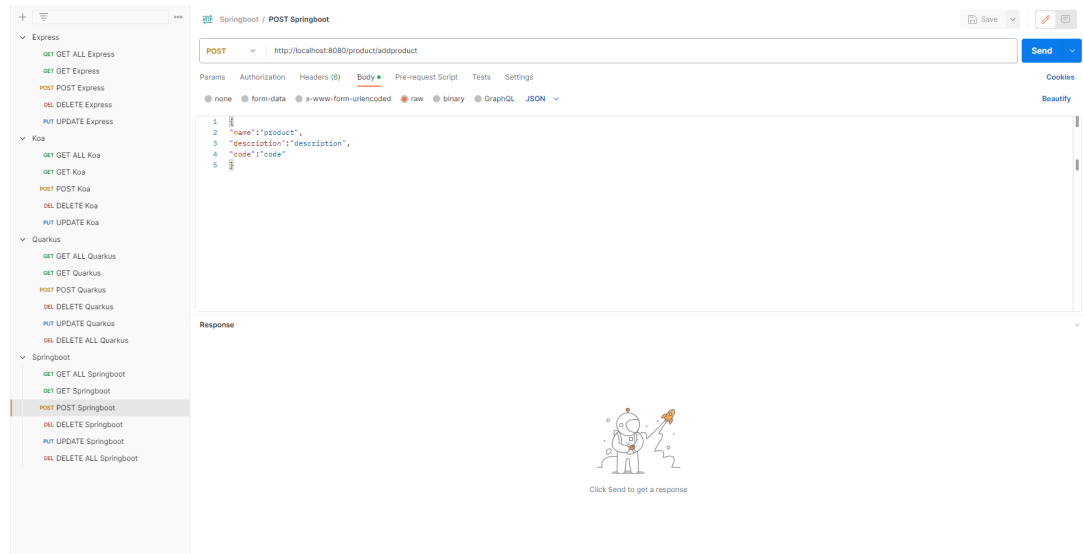 Express
GET GET ALL Express
GET GET Express
POST POST Express
DEL DELETE Express
PUT UPDATE Express
Koa
GET GET ALL Koa
GET GET Koa
POST POST Koa
DEL DELETE Koa
PUT UPDATE Koa
Quarkus
GET GET ALL Quarkus
GET GET Quarkus
POST POST Quarkus
DEL DELETE Quarkus
PUT UPDATE Quarkus
DEL DELETE ALL Quarkus
Springboot
GET GET ALL Springboot
GET GET Springboot
POST POST Springboot
DEL DELETE Springboot
PUT UPDATE Springboot
DEL DELETE ALL Springboot
HTTP Springboot / POST Springboot Save
POST http://localhost:8080/product/addproduct Send
Params Authorization Headers (8) Body Pre-request Script Tests Settings Cookies
none form-data x-www-form-urlencoded raw binary GraphQL JSON Beautify
1 {
2 "name":"product",
3 "description":"description",
4 "code":"code"
5 }
Response
Click Send to get a response